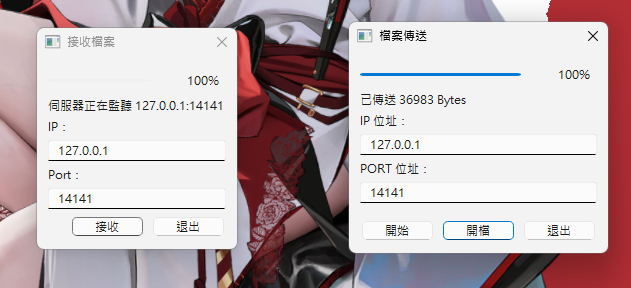 接收檔案
100%
伺服器正在監聽 127.0.0.1:14141
IP：
127.0.0.1
Port：
14141
接收
退出
檔案傳送
100%
已傳送 36983 Bytes
IP 位址：
127.0.0.1
PORT 位址：
14141
開始
開檔
退出